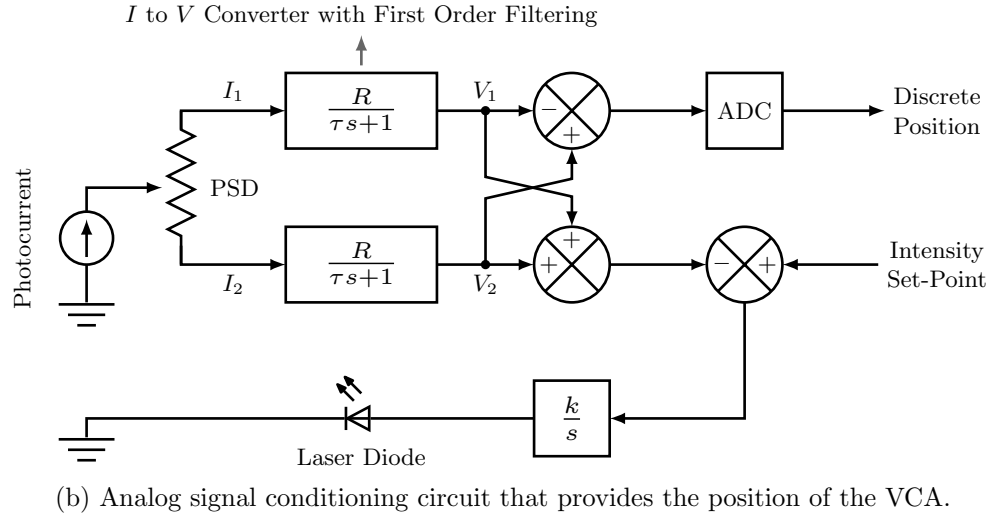 I to V Converter with First Order Filtering
I₁
R
τs+1
V₁
−
+
ADC
Discrete
Position
Photocurrent
PSD
I₂
R
τs+1
V₂
+
+
−
+
Intensity
Set-Point
k
s
Laser Diode
(b) Analog signal conditioning circuit that provides the position of the VCA.